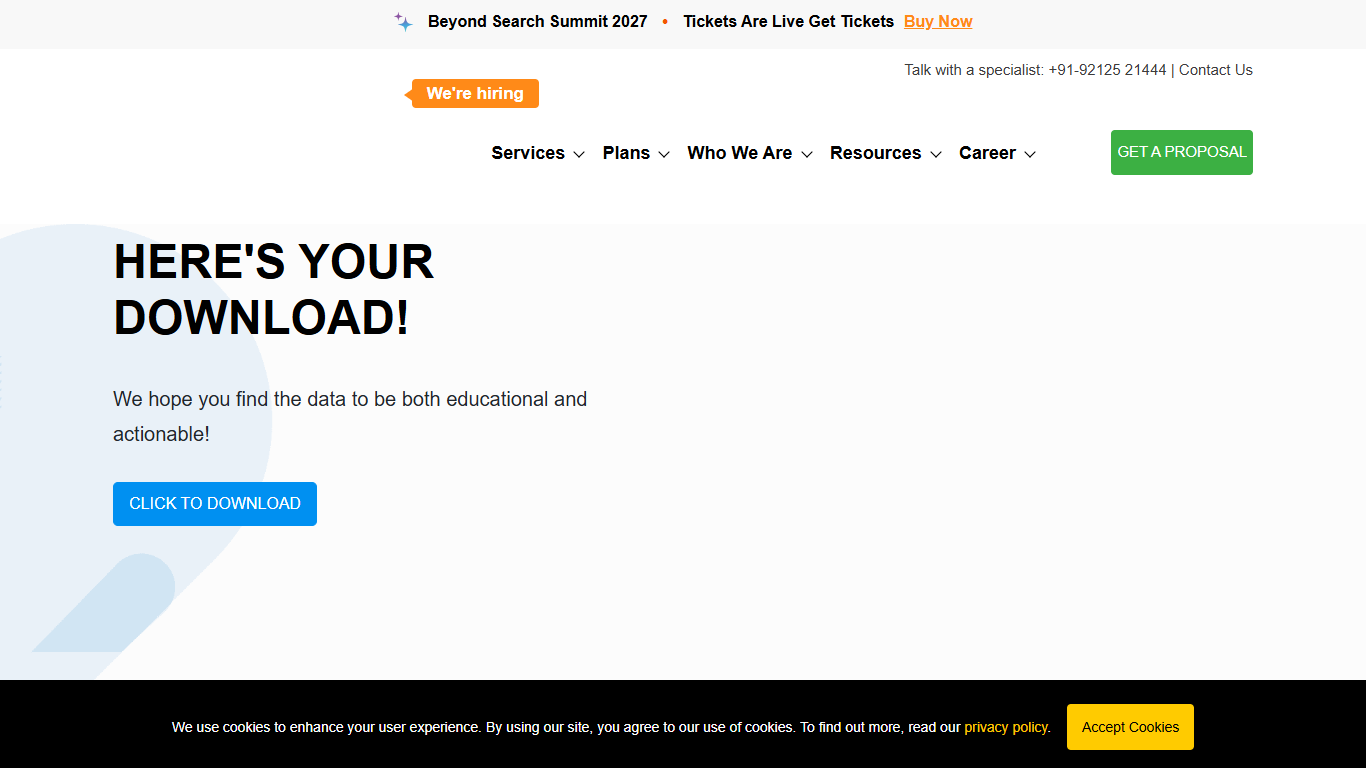 Beyond Search Summit 2027 • Tickets Are Live Get Tickets Buy Now
Talk with a specialist: +91-92125 21444 | Contact Us
We're hiring
Services Plans Who We Are Resources Career
GET A PROPOSAL
HERE'S YOUR
DOWNLOAD!
We hope you find the data to be both educational and
actionable!
CLICK TO DOWNLOAD
We use cookies to enhance your user experience. By using our site, you agree to our use of cookies. To find out more, read our privacy policy.
Accept Cookies